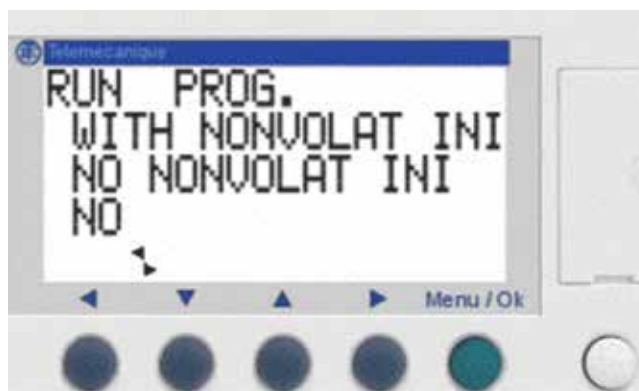 Telemecanique
RUN PROG.
WITH NONVOLAT INI
NO NONVOLAT INI
NO
Menu / Ok